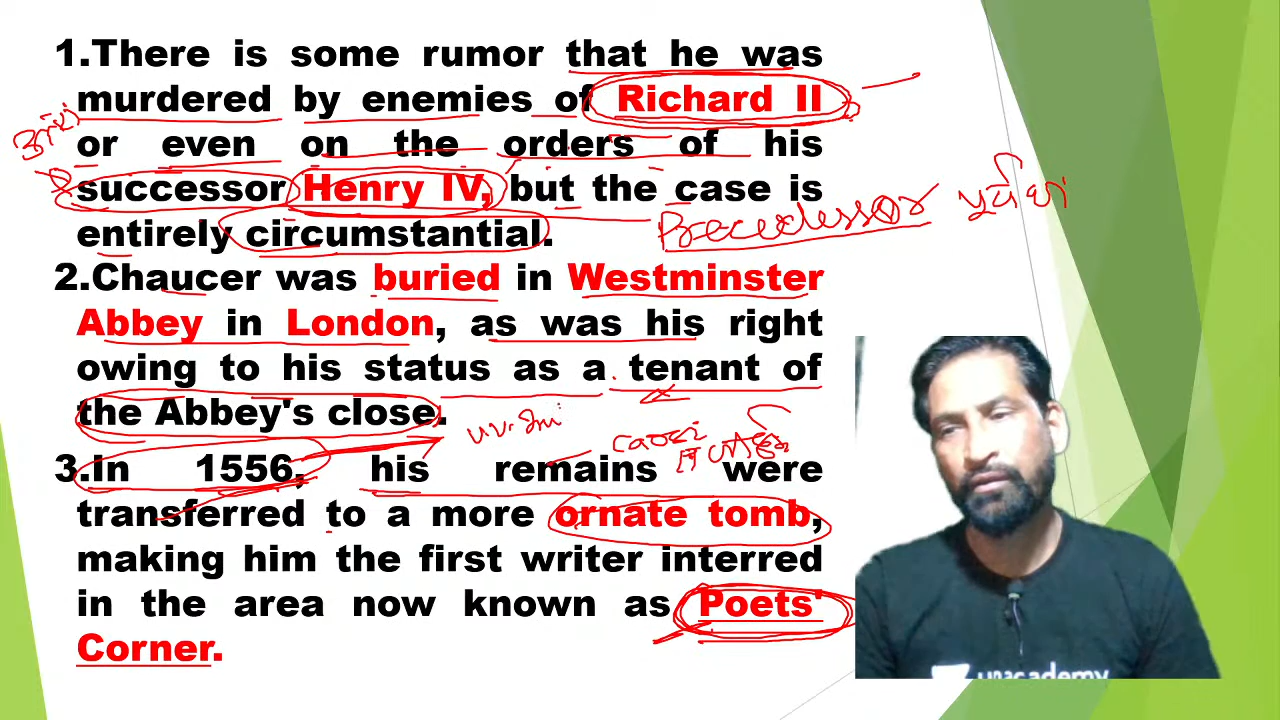 1.There is some rumor that he was
murdered by enemies of Richard II
or even on the orders of his
successor Henry IV, but the case is
Precedessor
entirely circumstantial.
2.Chaucer was buried in Westminster
Abbey in London, as was his right
owing to his status as a tenant of
the Abbey's close.
3.In 1556, his remains were
transferred to a more ornate tomb,
making him the first writer interred
in the area now known as Poets'
Corner.
unacademy